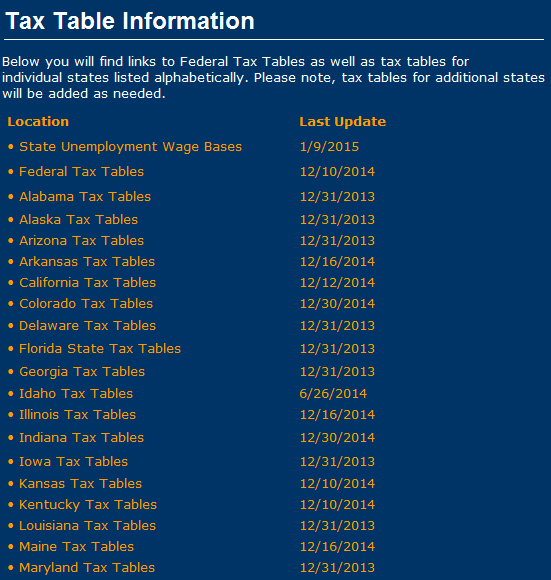 Tax Table Information
Below you will find links to Federal Tax Tables as well as tax tables for
individual states listed alphabetically. Please note, tax tables for additional states
will be added as needed.
Location Last Update
• State Unemployment Wage Bases 1/9/2015
• Federal Tax Tables 12/10/2014
• Alabama Tax Tables 12/31/2013
• Alaska Tax Tables 12/31/2013
• Arizona Tax Tables 12/31/2013
• Arkansas Tax Tables 12/16/2014
• California Tax Tables 12/12/2014
• Colorado Tax Tables 12/30/2014
• Delaware Tax Tables 12/31/2013
• Florida State Tax Tables 12/31/2013
• Georgia Tax Tables 12/31/2013
• Idaho Tax Tables 6/26/2014
• Illinois Tax Tables 12/16/2014
• Indiana Tax Tables 12/30/2014
• Iowa Tax Tables 12/31/2013
• Kansas Tax Tables 12/10/2014
• Kentucky Tax Tables 12/10/2014
• Louisiana Tax Tables 12/31/2013
• Maine Tax Tables 12/16/2014
• Maryland Tax Tables 12/31/2013